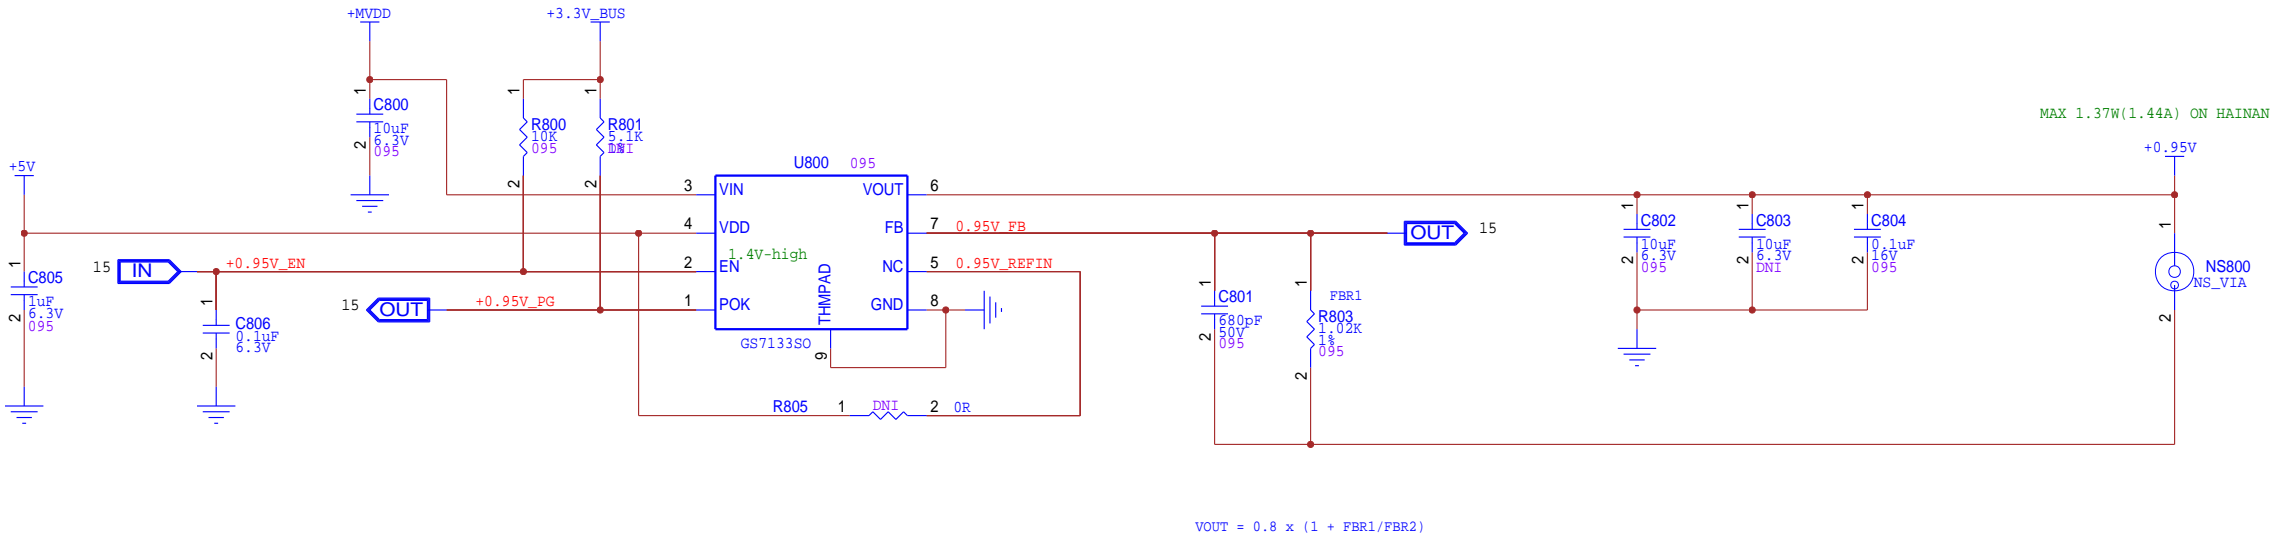 +MVDD
+3.3V_BUS
MAX 1.37W(1.44A) ON HAINAN
1
C800
10uF
6.3V
095
2
1
R800
10K
095
2
1
R801
5.1K
1%
DNI
2
+0.95V
+5V
U800 095
3 VIN
4 VDD
1.4V-high
2 EN
1 POK
THMPAD
9
VOUT 6
FB 7
NC 5
GND 8
GS7133SO
0.95V_FB
OUT 15
0.95V_REFIN
15 IN
+0.95V_EN
15 OUT
+0.95V_PG
1
C805
1uF
6.3V
095
2
1
C806
0.1uF
6.3V
2
1
C801
680pF
50V
095
2
1
FBR1
R803
1.02K
1%
095
2
1
C802
10uF
6.3V
095
2
1
C803
10uF
6.3V
DNI
2
1
C804
0.1uF
16V
095
2
1
NS800
NS_VIA
2
R805 1 DNI 2 0R
VOUT = 0.8 x (1 + FBR1/FBR2)